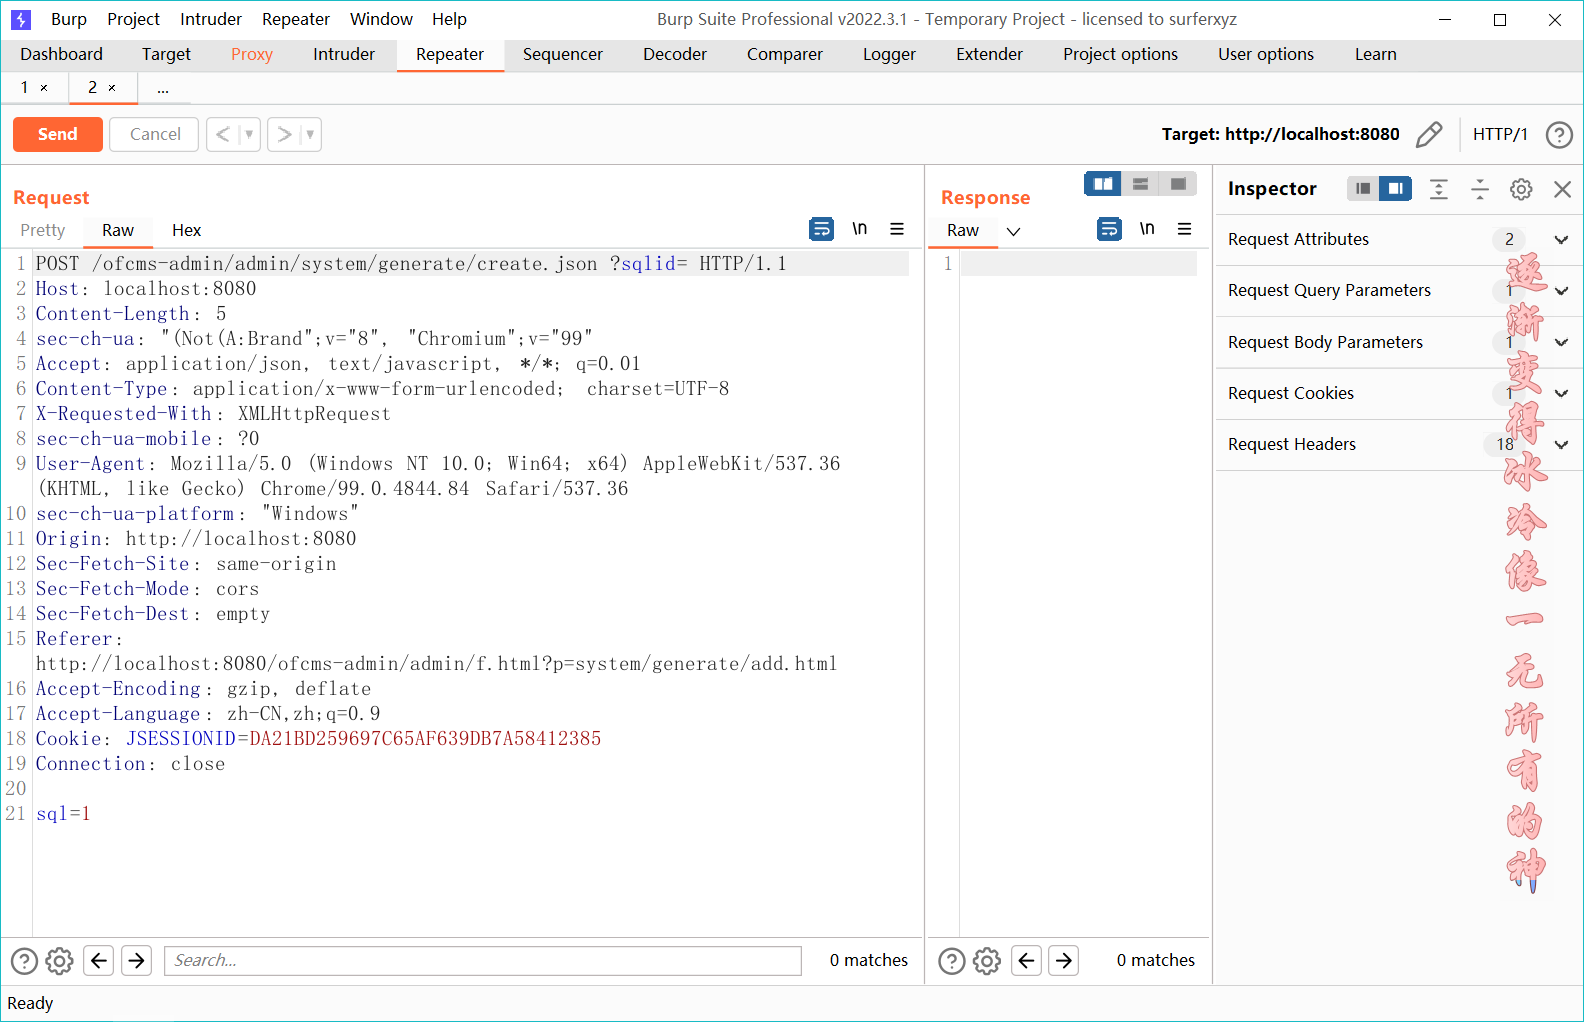 Burp Project Intruder Repeater Window Help Burp Suite Professional v2022.3.1 - Temporary Project - licensed to surferxyz
Dashboard Target Proxy Intruder Repeater Sequencer Decoder Comparer Logger Extender Project options User options Learn
1 × 2 × ...
Send Cancel < > Target: http://localhost:8080 HTTP/1 ?
Request
Pretty Raw Hex \n
1 POST /ofcms-admin/admin/system/generate/create.json ?sqlid= HTTP/1.1
2 Host: localhost:8080
3 Content-Length: 5
4 sec-ch-ua: "(Not(A:Brand";v="8", "Chromium";v="99"
5 Accept: application/json, text/javascript, */*; q=0.01
6 Content-Type: application/x-www-form-urlencoded; charset=UTF-8
7 X-Requested-With: XMLHttpRequest
8 sec-ch-ua-mobile: ?0
9 User-Agent: Mozilla/5.0 (Windows NT 10.0; Win64; x64) AppleWebKit/537.36
(KHTML, like Gecko) Chrome/99.0.4844.84 Safari/537.36
10 sec-ch-ua-platform: "Windows"
11 Origin: http://localhost:8080
12 Sec-Fetch-Site: same-origin
13 Sec-Fetch-Mode: cors
14 Sec-Fetch-Dest: empty
15 Referer:
http://localhost:8080/ofcms-admin/admin/f.html?p=system/generate/add.html
16 Accept-Encoding: gzip, deflate
17 Accept-Language: zh-CN,zh;q=0.9
18 Cookie: JSESSIONID=DA21BD259697C65AF639DB7A58412385
19 Connection: close
20
21 sql=1
? Search... 0 matches
Response
Raw \n
1
? 0 matches
Inspector
Request Attributes 2
Request Query Parameters 1
Request Body Parameters 1
Request Cookies 1
Request Headers 18
逐渐变得冰冷像一无所有的神
Ready